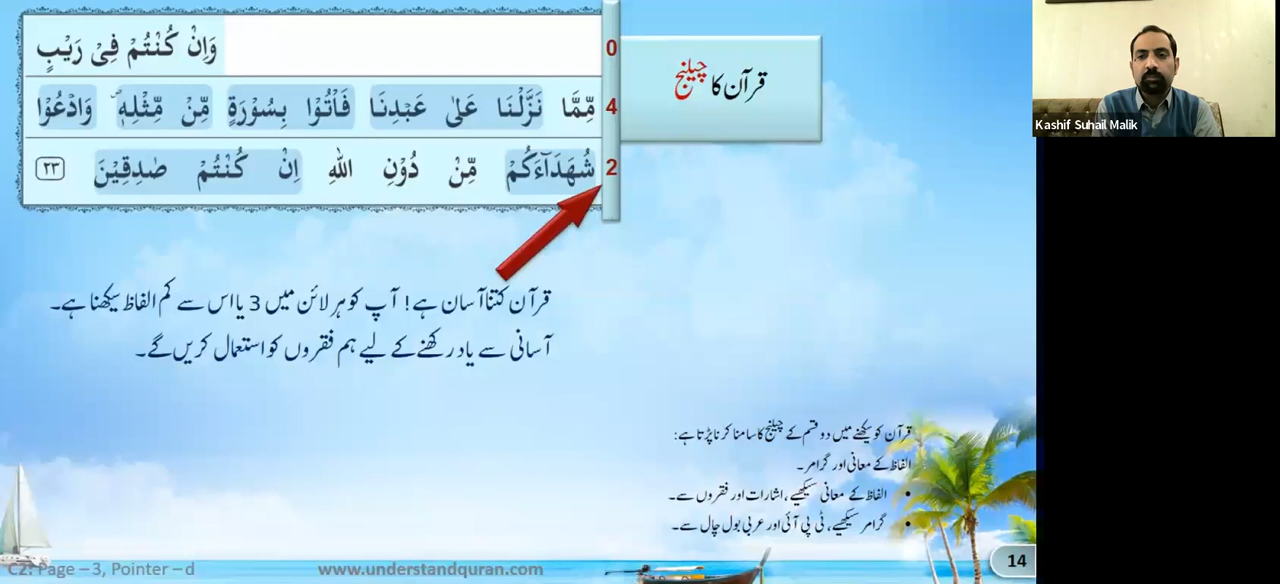 وَاِنْ كُنْتُمْ فِیْ رَیْبٍ
0
مِّمَّا نَزَّلْنَا عَلٰی عَبْدِنَا فَاْتُوْا بِسُوْرَةٍ مِّنْ مِّثْلِهٖ ۪ وَادْعُوْا
4
شُهَدَآءَكُمْ مِّنْ دُوْنِ اللهِ اِنْ كُنْتُمْ صٰدِقِیْنَ ﴿۲۳﴾
2
قرآن کا چیلنج
Kashif Suhail Malik
قرآن کتنا آسان ہے! آپ کو ہر لائن میں 3 یا اس سے کم الفاظ سیکھنا ہے۔
آسانی سے یاد رکھنے کے لیے ہم فقروں کو استعمال کریں گے۔
قرآن کو سیکھنے میں دو قسم کے چیلنج کا سامنا کرنا پڑتا ہے:
الفاظ کے معانی اور گرامر۔
• الفاظ کے معانی سیکھیے، اشارات اور فقروں سے۔
• گرامر سیکھیے، ٹی پی آئی اور عربی بول چال سے۔
C2: Page – 3, Pointer – d
www.understandquran.com
14